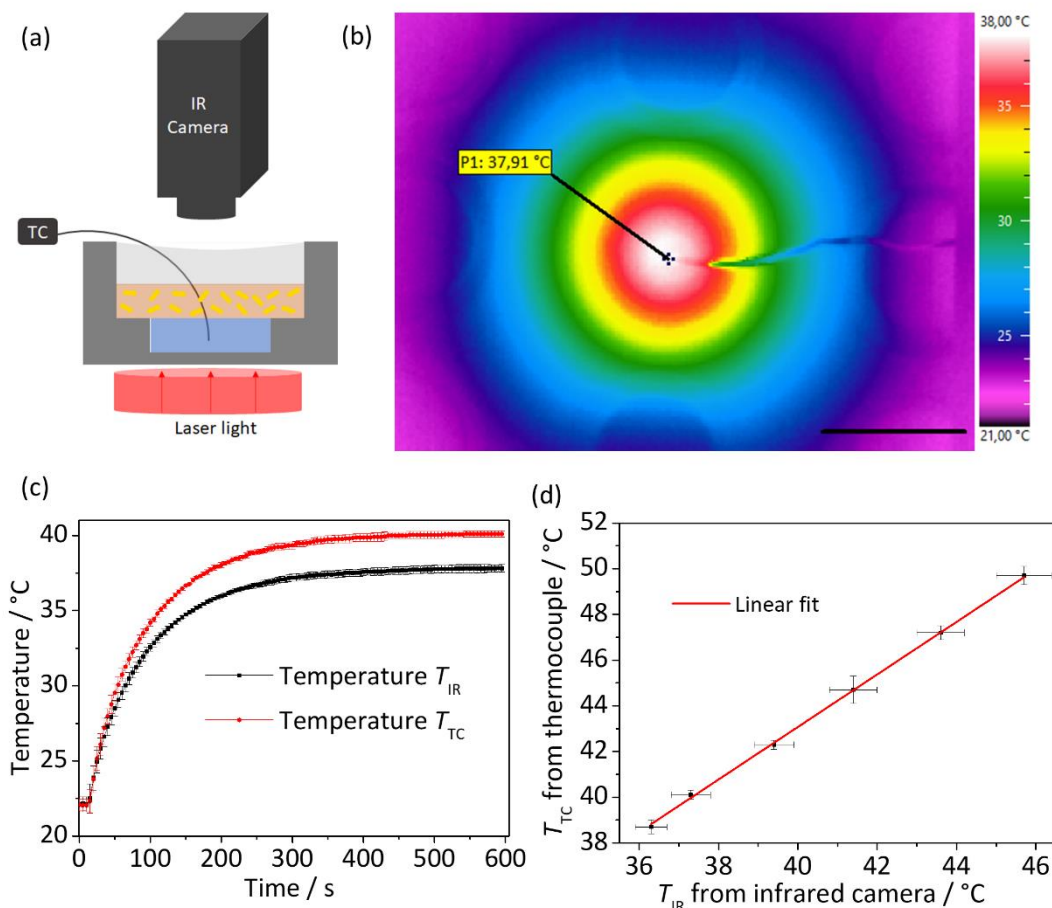 (a)
IR
Camera
TC
Laser light
(b)
P1: 37,91 °C
38,00 °C
35
30
25
21,00 °C
(c)
Temperature / °C
40
35
30
25
20
Temperature T_IR
Temperature T_TC
0 100 200 300 400 500 600
Time / s
(d)
T_TC from thermocouple / °C
52
50
48
46
44
42
40
38
Linear fit
36 38 40 42 44 46
T_IR from infrared camera / °C